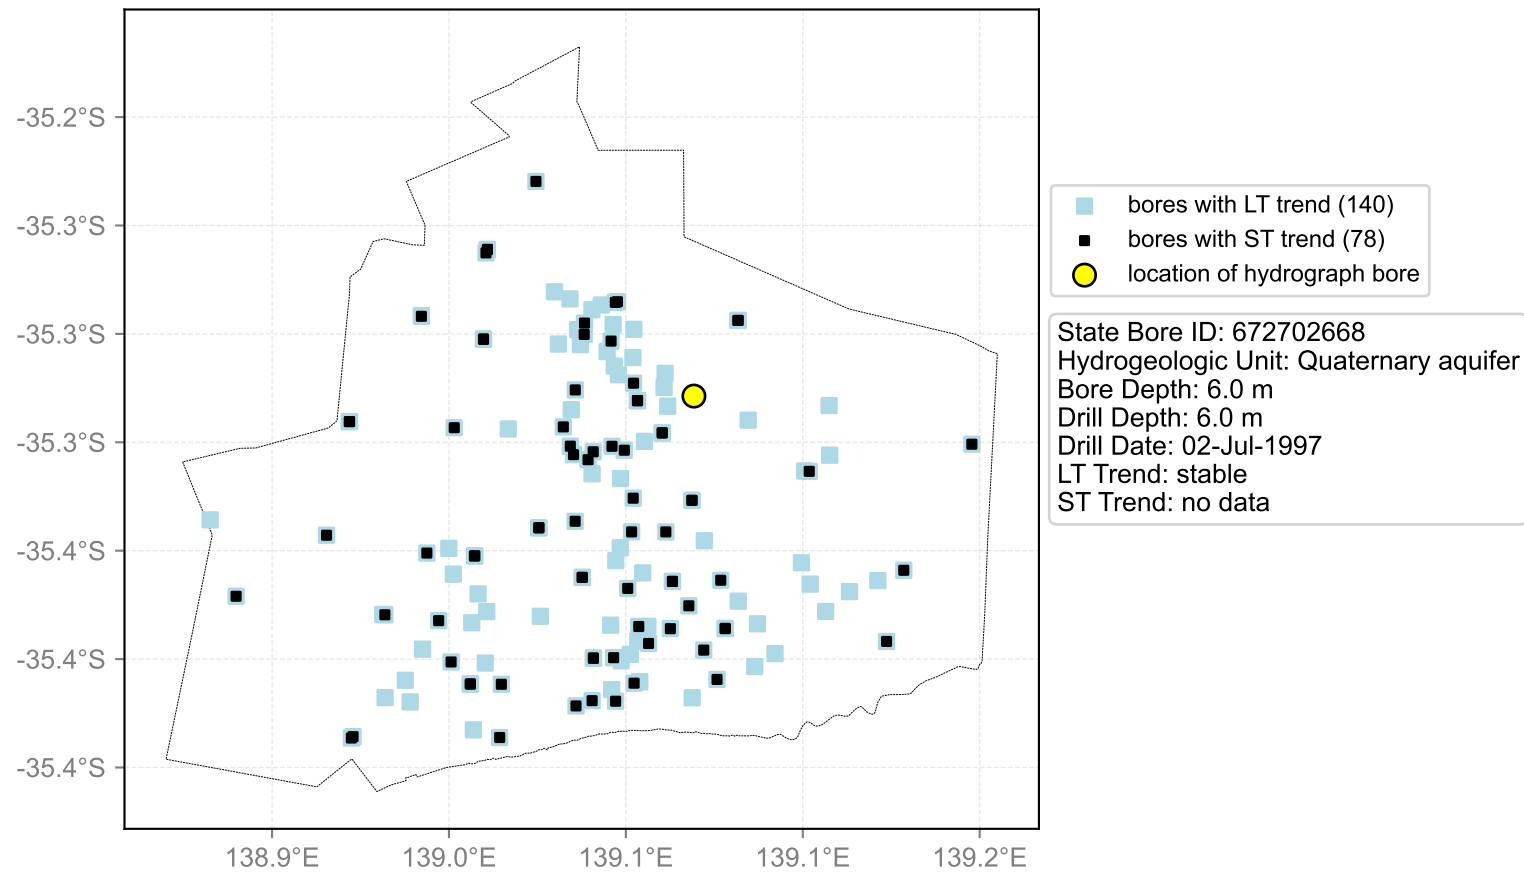 -35.2°S
-35.3°S
-35.3°S
-35.3°S
-35.4°S
-35.4°S
-35.4°S
138.9°E
139.0°E
139.1°E
139.1°E
139.2°E
bores with LT trend (140)
bores with ST trend (78)
location of hydrograph bore
State Bore ID: 672702668
Hydrogeologic Unit: Quaternary aquifer
Bore Depth: 6.0 m
Drill Depth: 6.0 m
Drill Date: 02-Jul-1997
LT Trend: stable
ST Trend: no data